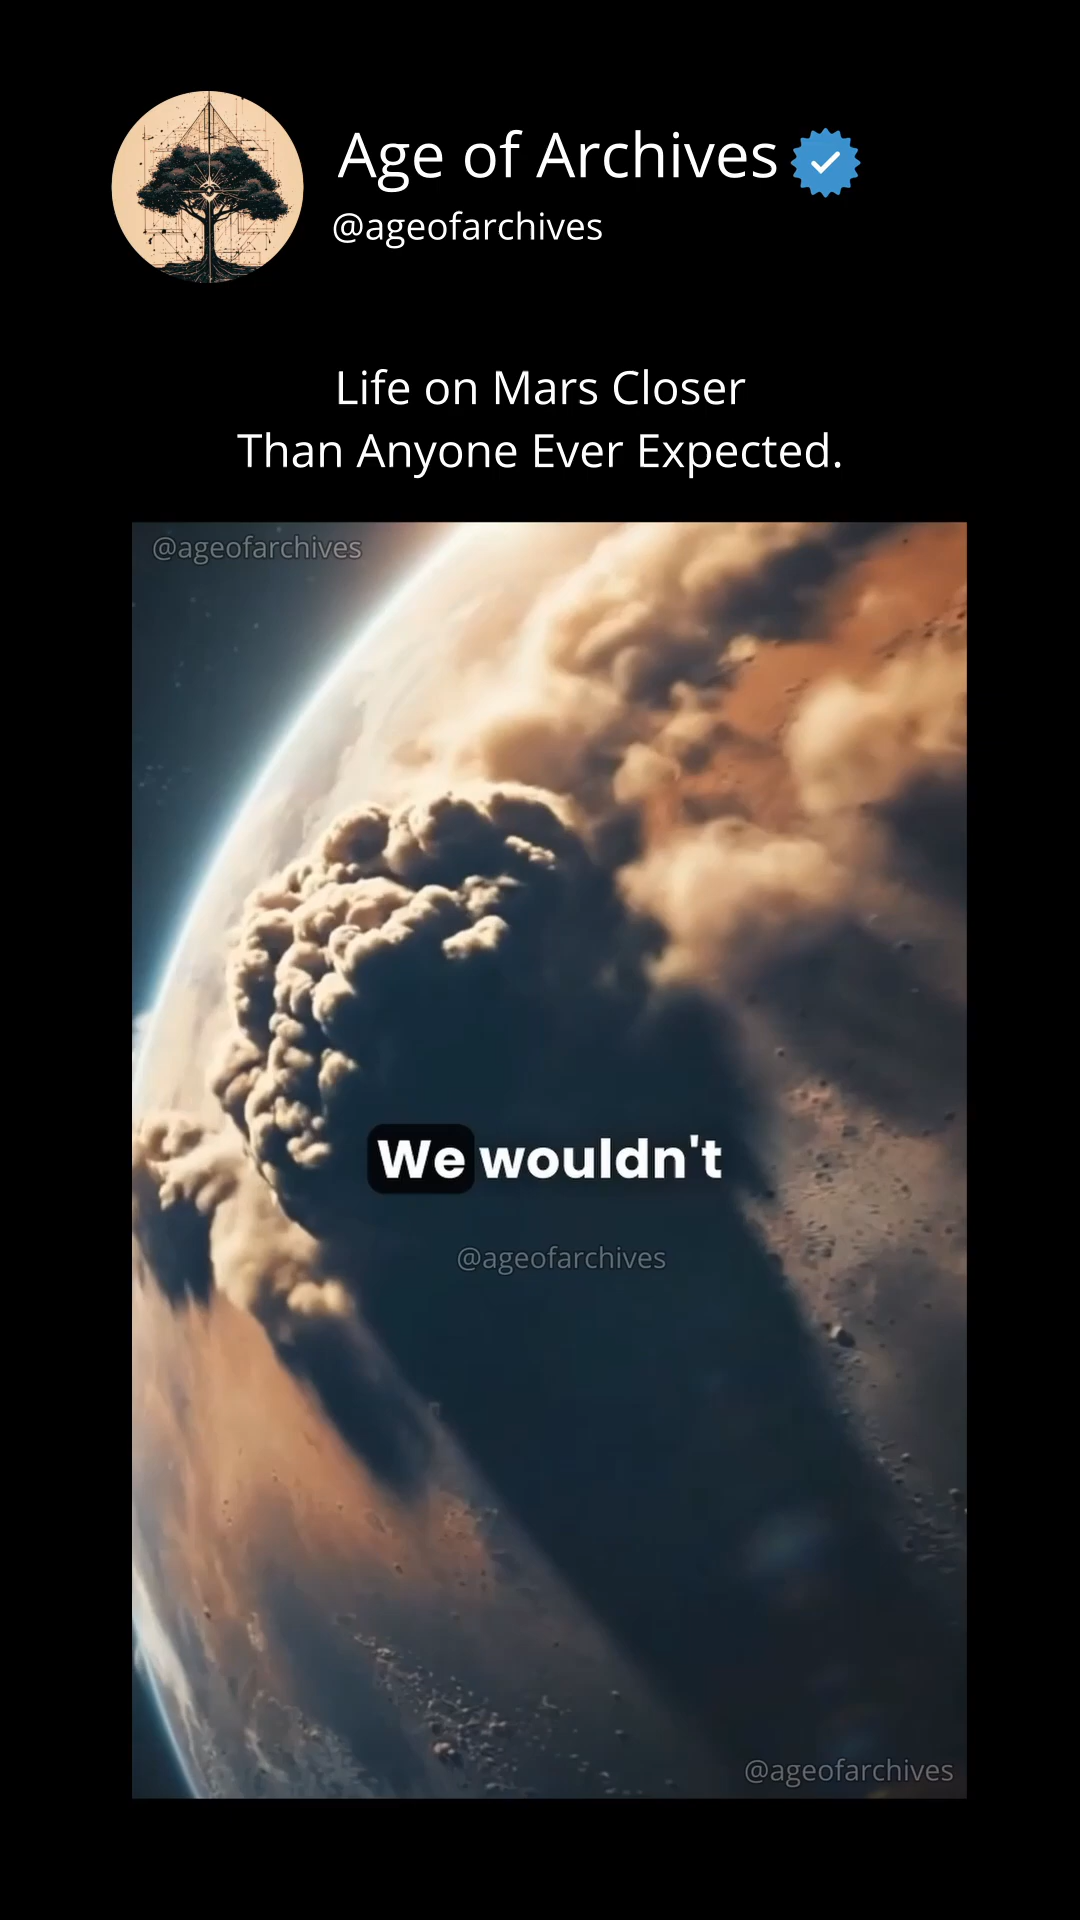 Age of Archives
@ageofarchives
Life on Mars Closer
Than Anyone Ever Expected.
@ageofarchives
We wouldn't
@ageofarchives
@ageofarchives